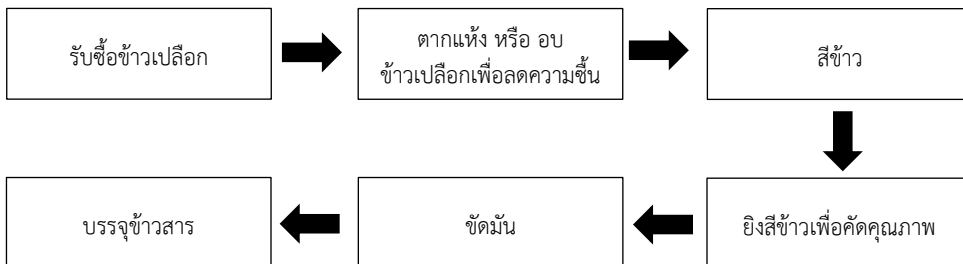 รับซื้อข้าวเปลือก
ตากแห้ง หรือ อบ
ข้าวเปลือกเพื่อลดความชื้น
สีข้าว
ยิงสีข้าวเพื่อคัดคุณภาพ
ขัดมัน
บรรจุข้าวสาร